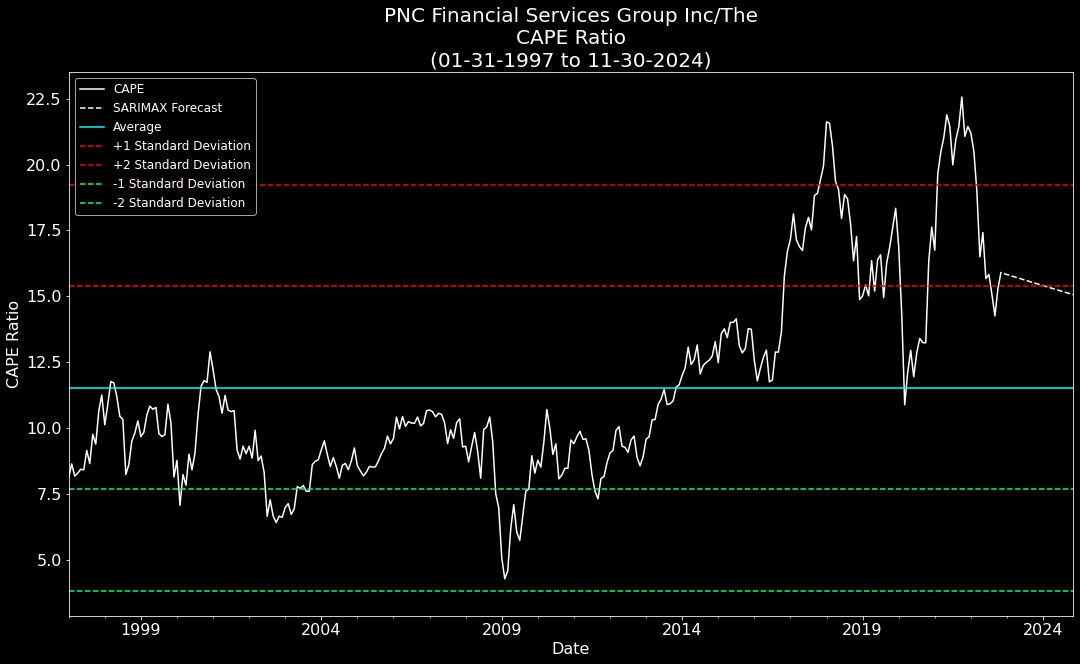 PNC Financial Services Group Inc/The
CAPE Ratio
(01-31-1997 to 11-30-2024)
CAPE
SARIMAX Forecast
Average
+1 Standard Deviation
+2 Standard Deviation
-1 Standard Deviation
-2 Standard Deviation
22.5
20.0
17.5
15.0
12.5
10.0
7.5
5.0
CAPE Ratio
1999
2004
2009
2014
2019
2024
Date